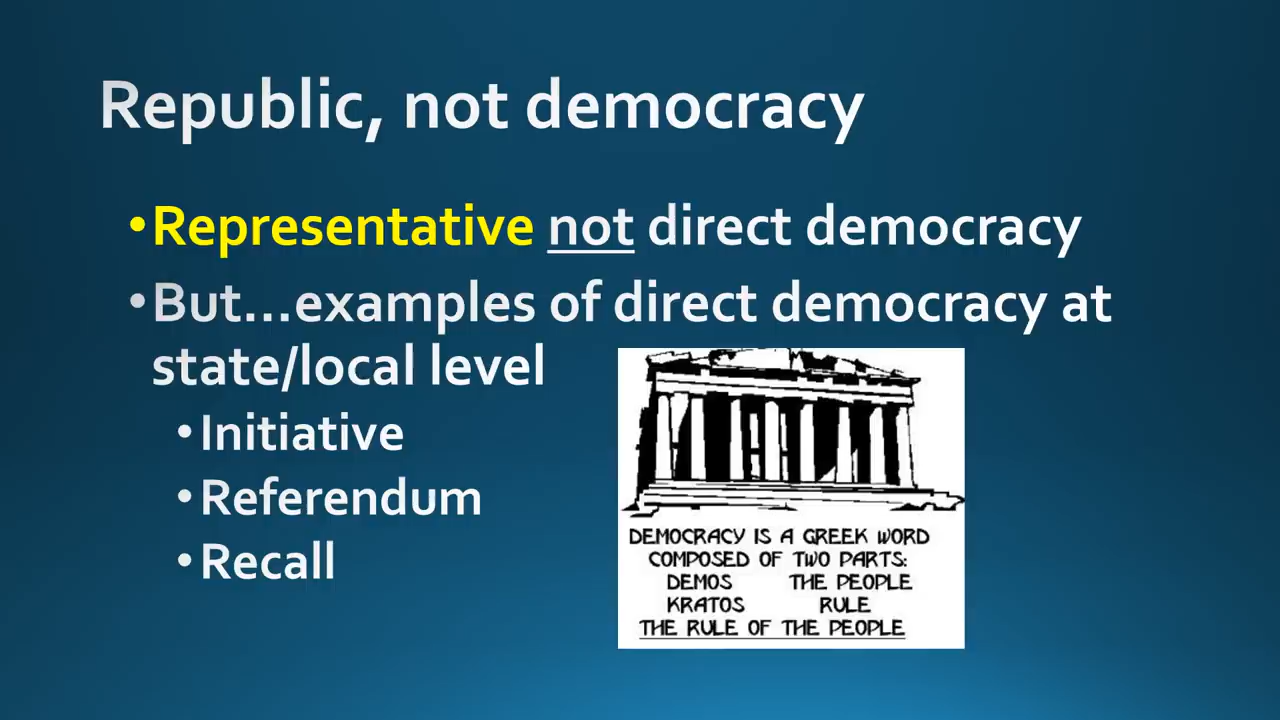 Republic, not democracy
•Representative not direct democracy
•But...examples of direct democracy at
state/local level
•Initiative
•Referendum
•Recall
DEMOCRACY IS A GREEK WORD
COMPOSED OF TWO PARTS:
DEMOS THE PEOPLE
KRATOS RULE
THE RULE OF THE PEOPLE